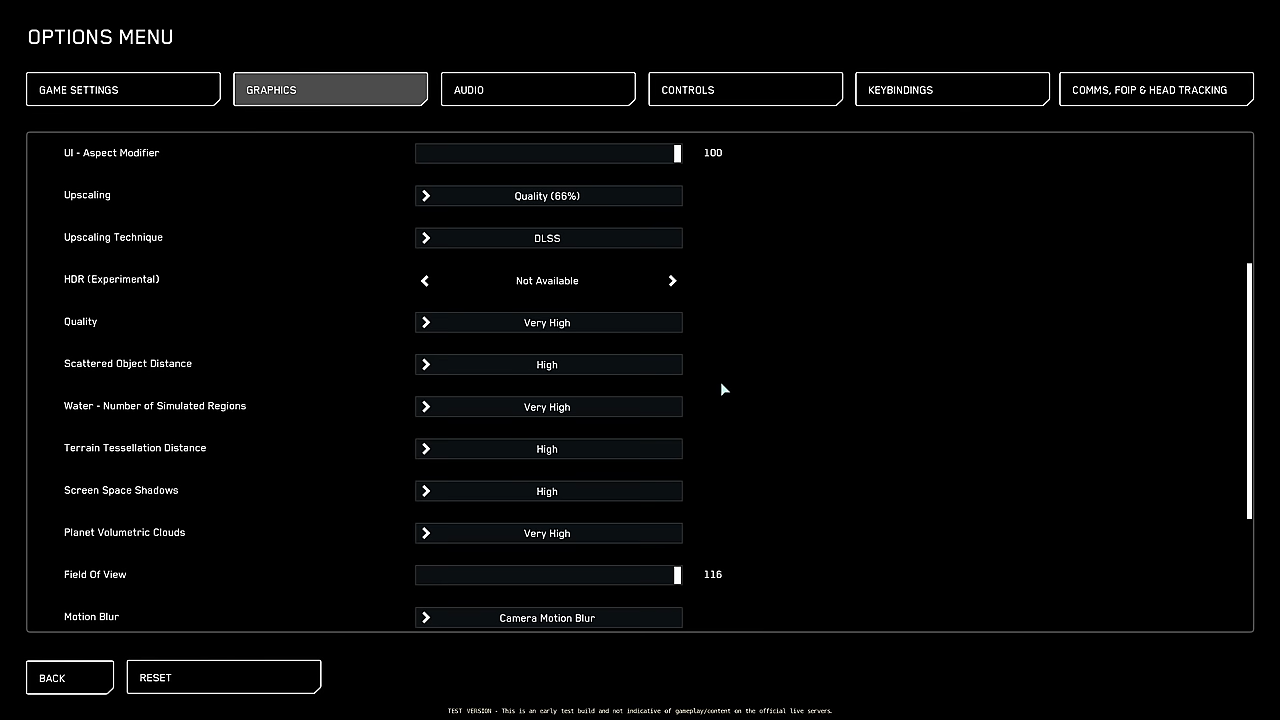 OPTIONS MENU
GAME SETTINGS GRAPHICS AUDIO CONTROLS KEYBINDINGS COMMS, FOIP & HEAD TRACKING
UI - Aspect Modifier 100
Upscaling Quality (66%)
Upscaling Technique DLSS
HDR (Experimental) Not Available
Quality Very High
Scattered Object Distance High
Water - Number of Simulated Regions Very High
Terrain Tessellation Distance High
Screen Space Shadows High
Planet Volumetric Clouds Very High
Field Of View 116
Motion Blur Camera Motion Blur
BACK RESET
TEST VERSION - This is an early test build and not indicative of gameplay/content on the official live servers.